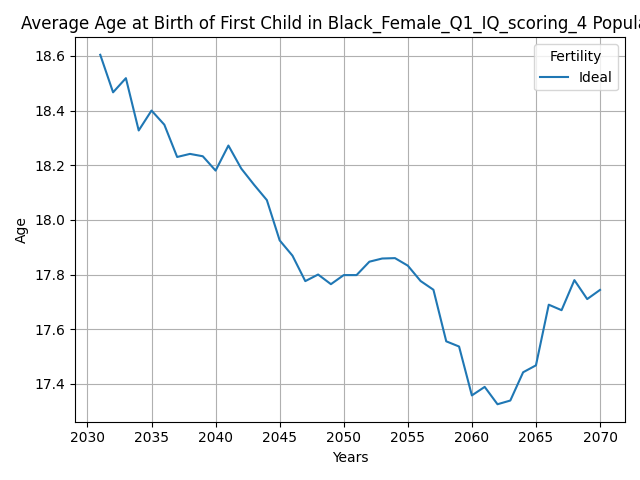 Average Age at Birth of First Child in Black_Female_Q1_IQ_scoring_4 Popula
Fertility
Ideal
Age
18.6
18.4
18.2
18.0
17.8
17.6
17.4
2030 2035 2040 2045 2050 2055 2060 2065 2070
Years